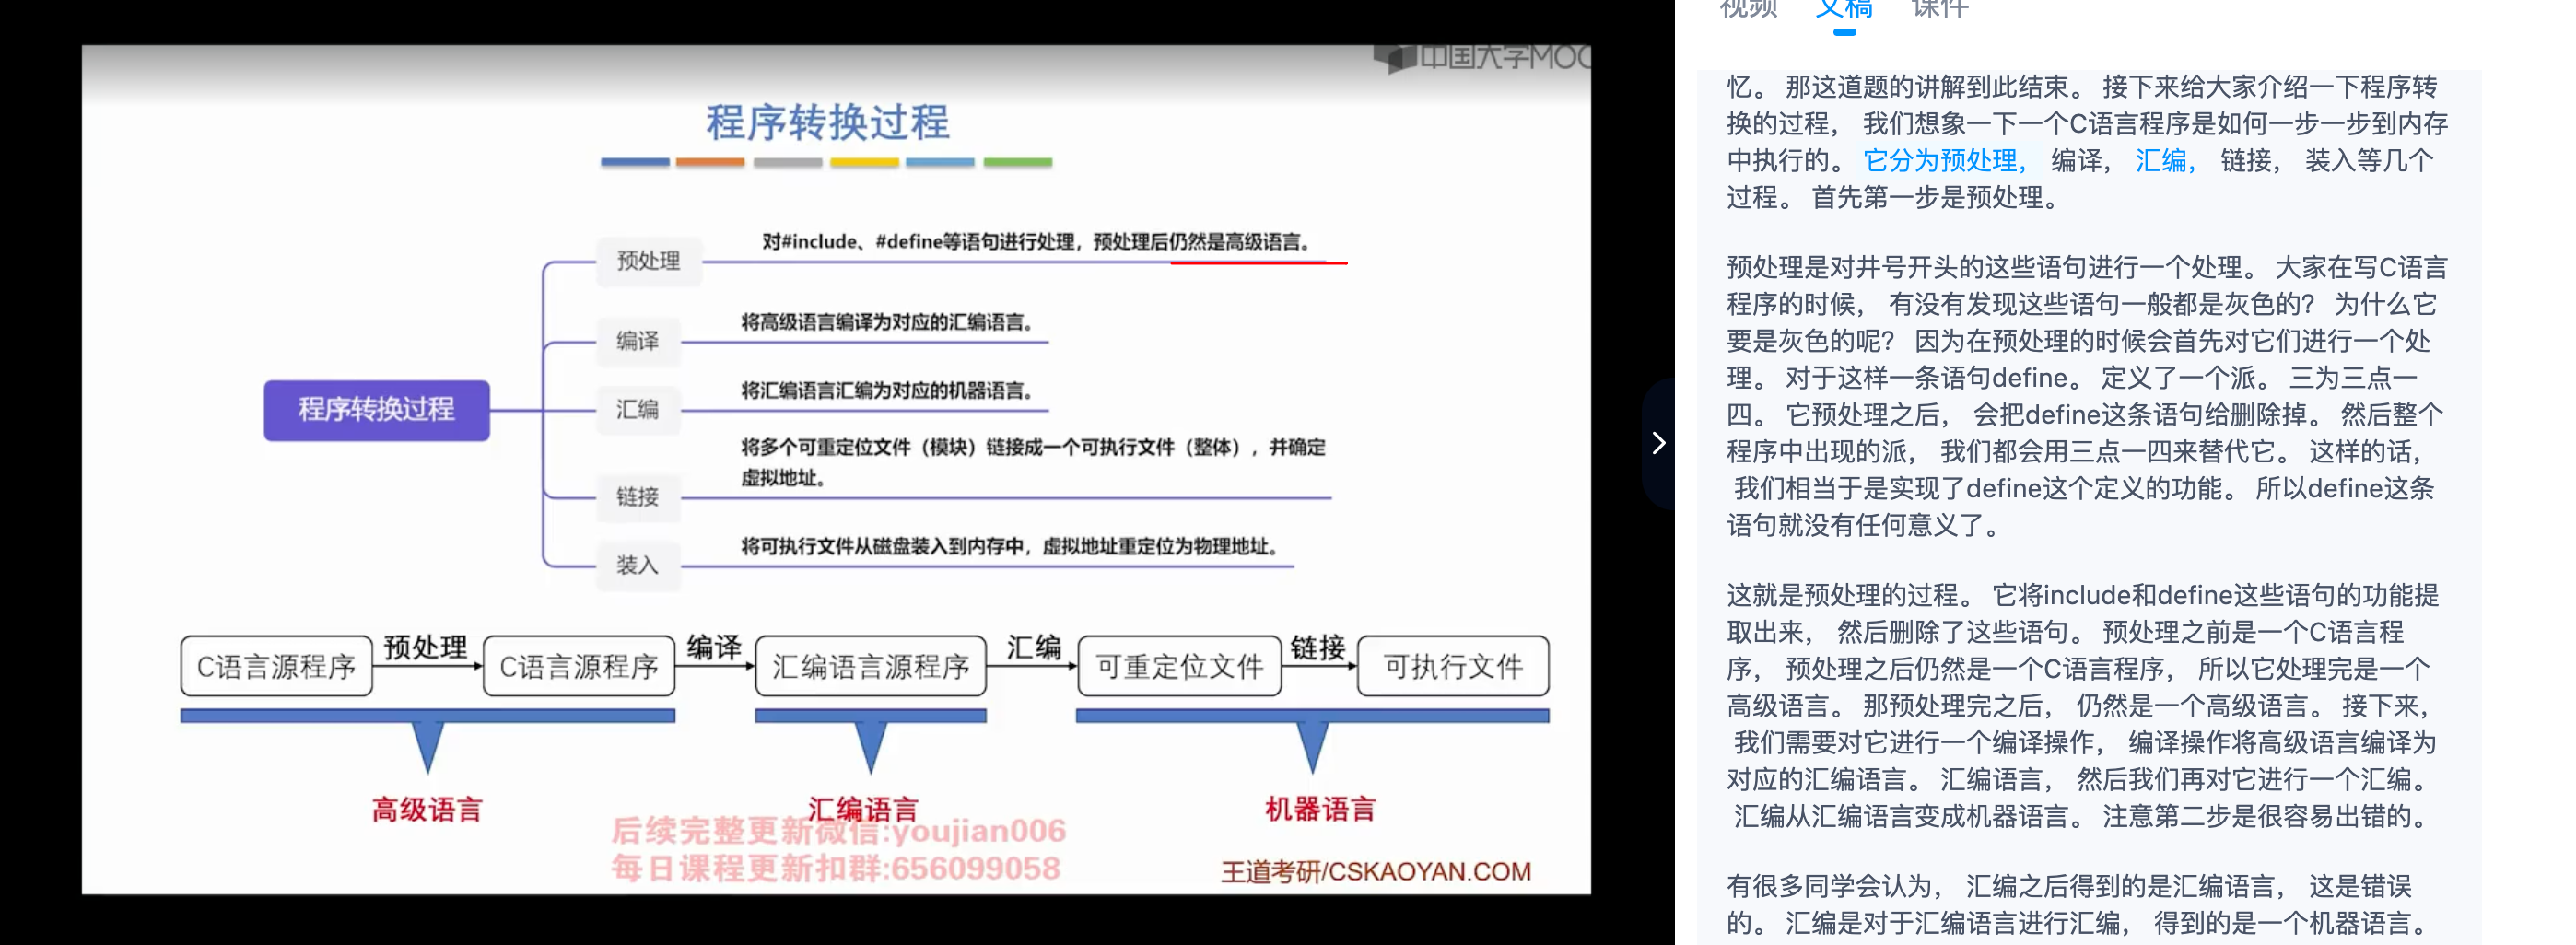 中国大学MOC
程序转换过程
对#include、#define等语句进行处理，预处理后仍然是高级语言。
预处理
将高级语言编译为对应的汇编语言。
编译
将汇编语言汇编为对应的机器语言。
汇编
程序转换过程
将多个可重定位文件（模块）链接成一个可执行文件（整体），并确定
虚拟地址。
链接
将可执行文件从磁盘装入到内存中，虚拟地址重定位为物理地址。
装入
C语言源程序 预处理 C语言源程序 编译 汇编语言源程序 汇编 可重定位文件 链接 可执行文件
高级语言 汇编语言 机器语言
后续完整更新微信:youjian006
每日课程更新扣群:656099058
王道考研/CSKAOYAN.COM
视频 文稿 课件
忆。 那这道题的讲解到此结束。 接下来给大家介绍一下程序转
换的过程， 我们想象一下一个C语言程序是如何一步一步到内存
中执行的。 它分为预处理， 编译， 汇编， 链接， 装入等几个
过程。 首先第一步是预处理。
预处理是对井号开头的这些语句进行一个处理。 大家在写C语言
程序的时候， 有没有发现这些语句一般都是灰色的? 为什么它
要是灰色的呢? 因为在预处理的时候会首先对它们进行一个处
理。 对于这样一条语句define。 定义了一个派。 三为三点一
四。 它预处理之后， 会把define这条语句给删除掉。 然后整个
程序中出现的派， 我们都会用三点一四来替代它。 这样的话，
我们相当于是实现了define这个定义的功能。 所以define这条
语句就没有任何意义了。
这就是预处理的过程。 它将include和define这些语句的功能提
取出来， 然后删除了这些语句。 预处理之前是一个C语言程
序， 预处理之后仍然是一个C语言程序， 所以它处理完是一个
高级语言。 那预处理完之后， 仍然是一个高级语言。 接下来，
我们需要对它进行一个编译操作， 编译操作将高级语言编译为
对应的汇编语言。 汇编语言， 然后我们再对它进行一个汇编。
汇编从汇编语言变成机器语言。 注意第二步是很容易出错的。
有很多同学会认为， 汇编之后得到的是汇编语言， 这是错误
的。 汇编是对于汇编语言进行汇编， 得到的是一个机器语言。